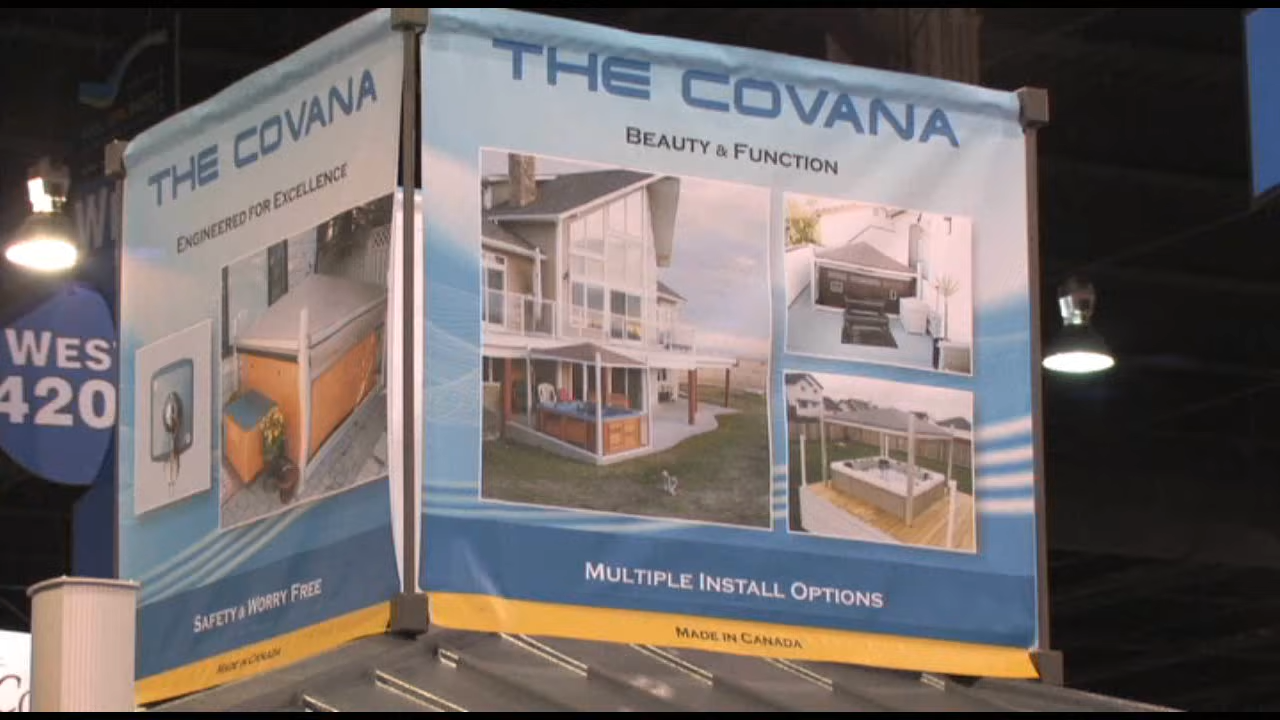 THE COVANA
ENGINEERED FOR EXCELLENCE
SAFETY & WORRY FREE
MADE IN CANADA
THE COVANA
BEAUTY & FUNCTION
MULTIPLE INSTALL OPTIONS
MADE IN CANADA
WES
420